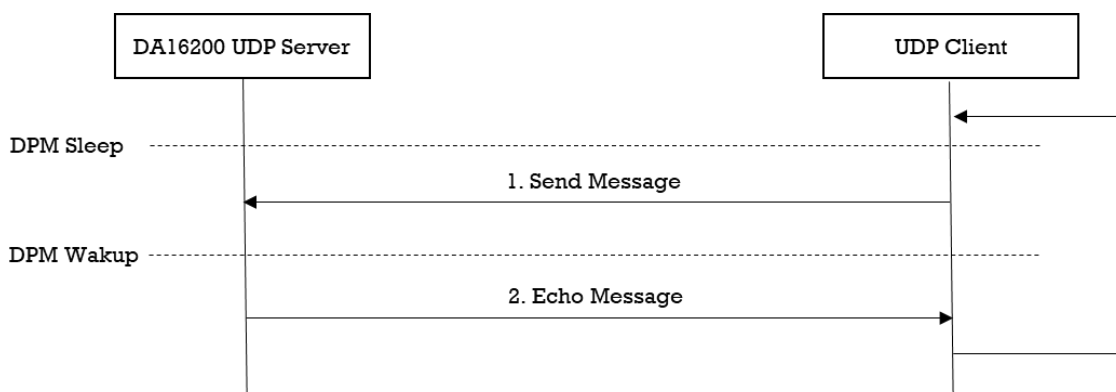 DA16200 UDP Server
UDP Client
DPM Sleep
1. Send Message
DPM Wakup
2. Echo Message